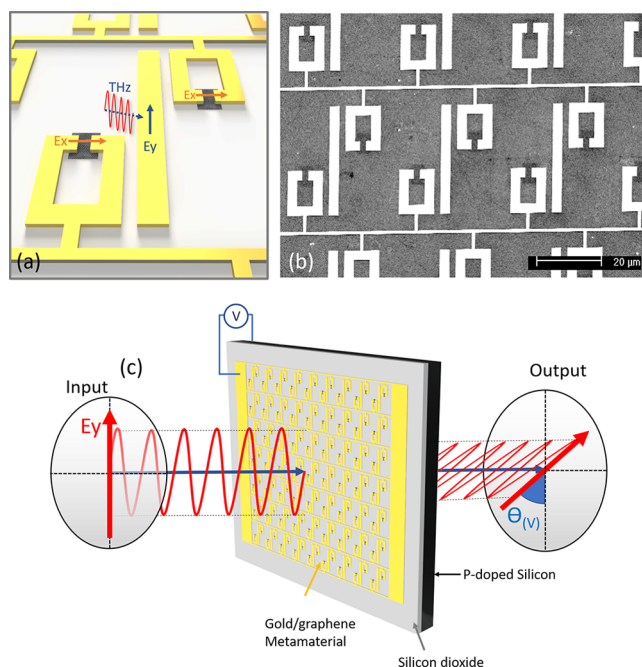 THz
Ex
Ex
Ey
(a)
(b)
20 μm
V
Input
(c)
Ey
Output
Θ(V)
P-doped Silicon
Gold/graphene
Metamaterial
Silicon dioxide